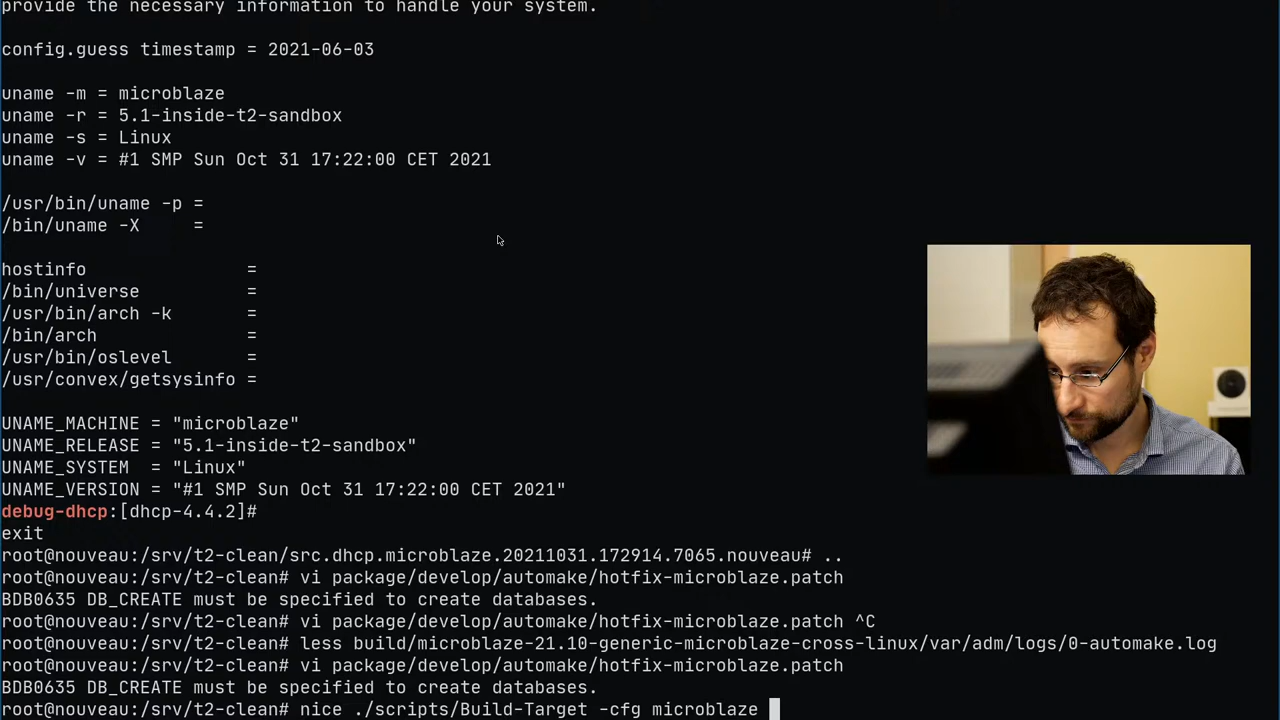 provide the necessary information to handle your system.
config.guess timestamp = 2021-06-03
uname -m = microblaze
uname -r = 5.1-inside-t2-sandbox
uname -s = Linux
uname -v = #1 SMP Sun Oct 31 17:22:00 CET 2021
/usr/bin/uname -p =
/bin/uname -X     =
hostinfo               =
/bin/universe          =
/usr/bin/arch -k       =
/bin/arch              =
/usr/bin/oslevel       =
/usr/convex/getsysinfo =
UNAME_MACHINE = "microblaze"
UNAME_RELEASE = "5.1-inside-t2-sandbox"
UNAME_SYSTEM  = "Linux"
UNAME_VERSION = "#1 SMP Sun Oct 31 17:22:00 CET 2021"
debug-dhcp:[dhcp-4.4.2]#
exit
root@nouveau:/srv/t2-clean/src.dhcp.microblaze.20211031.172914.7065.nouveau# ..
root@nouveau:/srv/t2-clean# vi package/develop/automake/hotfix-microblaze.patch
BDB0635 DB_CREATE must be specified to create databases.
root@nouveau:/srv/t2-clean# vi package/develop/automake/hotfix-microblaze.patch ^C
root@nouveau:/srv/t2-clean# less build/microblaze-21.10-generic-microblaze-cross-linux/var/adm/logs/0-automake.log
root@nouveau:/srv/t2-clean# vi package/develop/automake/hotfix-microblaze.patch
BDB0635 DB_CREATE must be specified to create databases.
root@nouveau:/srv/t2-clean# nice ./scripts/Build-Target -cfg microblaze